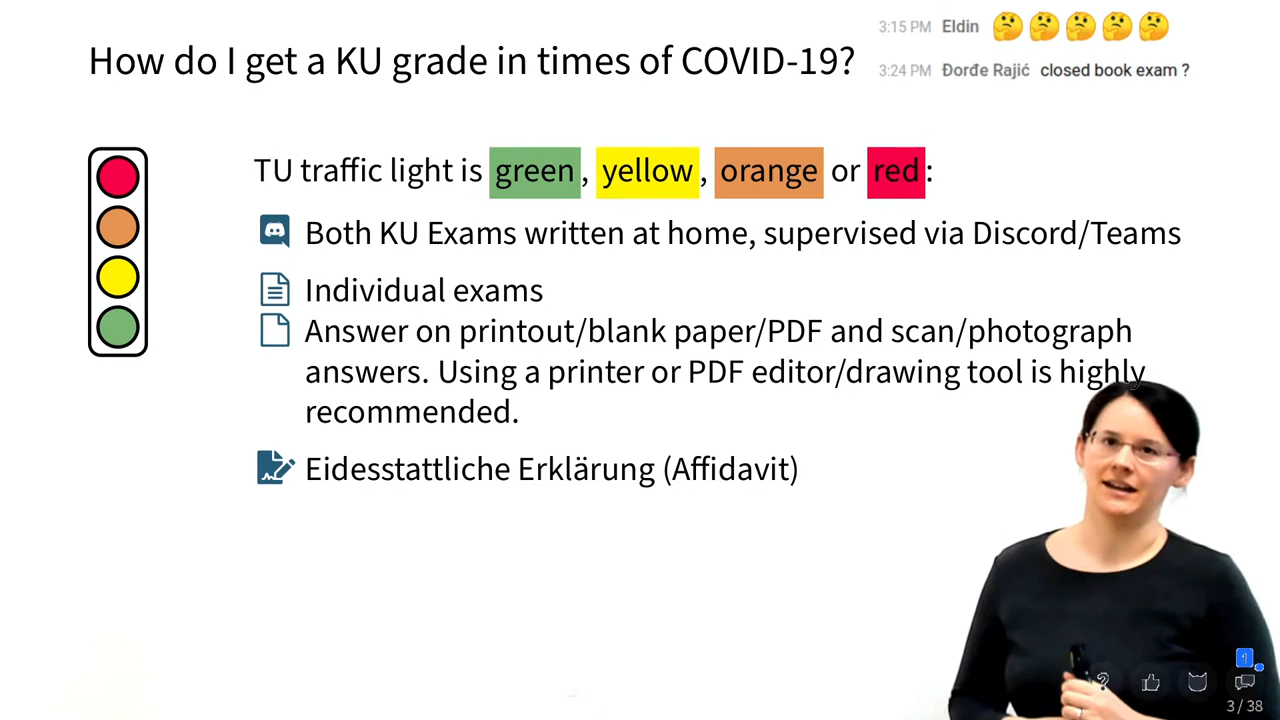 3:15 PM Eldin 🤔🤔🤔🤔🤔
How do I get a KU grade in times of COVID-19?
3:24 PM Đorđe Rajić closed book exam ?
TU traffic light is green, yellow, orange or red:
Both KU Exams written at home, supervised via Discord/Teams
Individual exams
Answer on printout/blank paper/PDF and scan/photograph
answers. Using a printer or PDF editor/drawing tool is highly
recommended.
Eidesstattliche Erklärung (Affidavit)
1
?
3 / 38